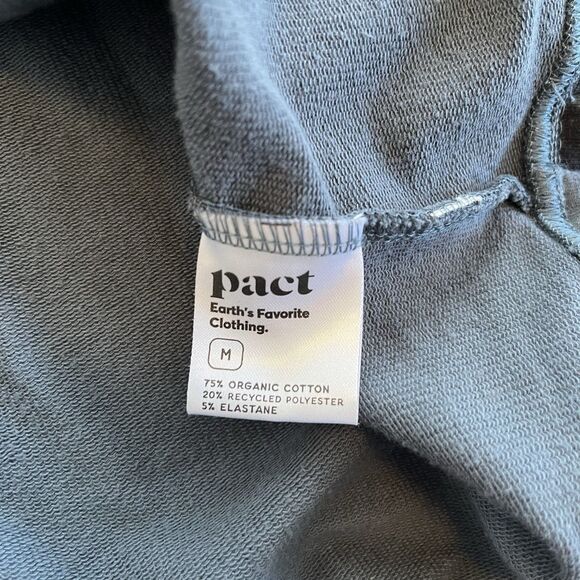 pact
Earth's Favorite
Clothing.
M
75% ORGANIC COTTON
20% RECYCLED POLYESTER
5% ELASTANE